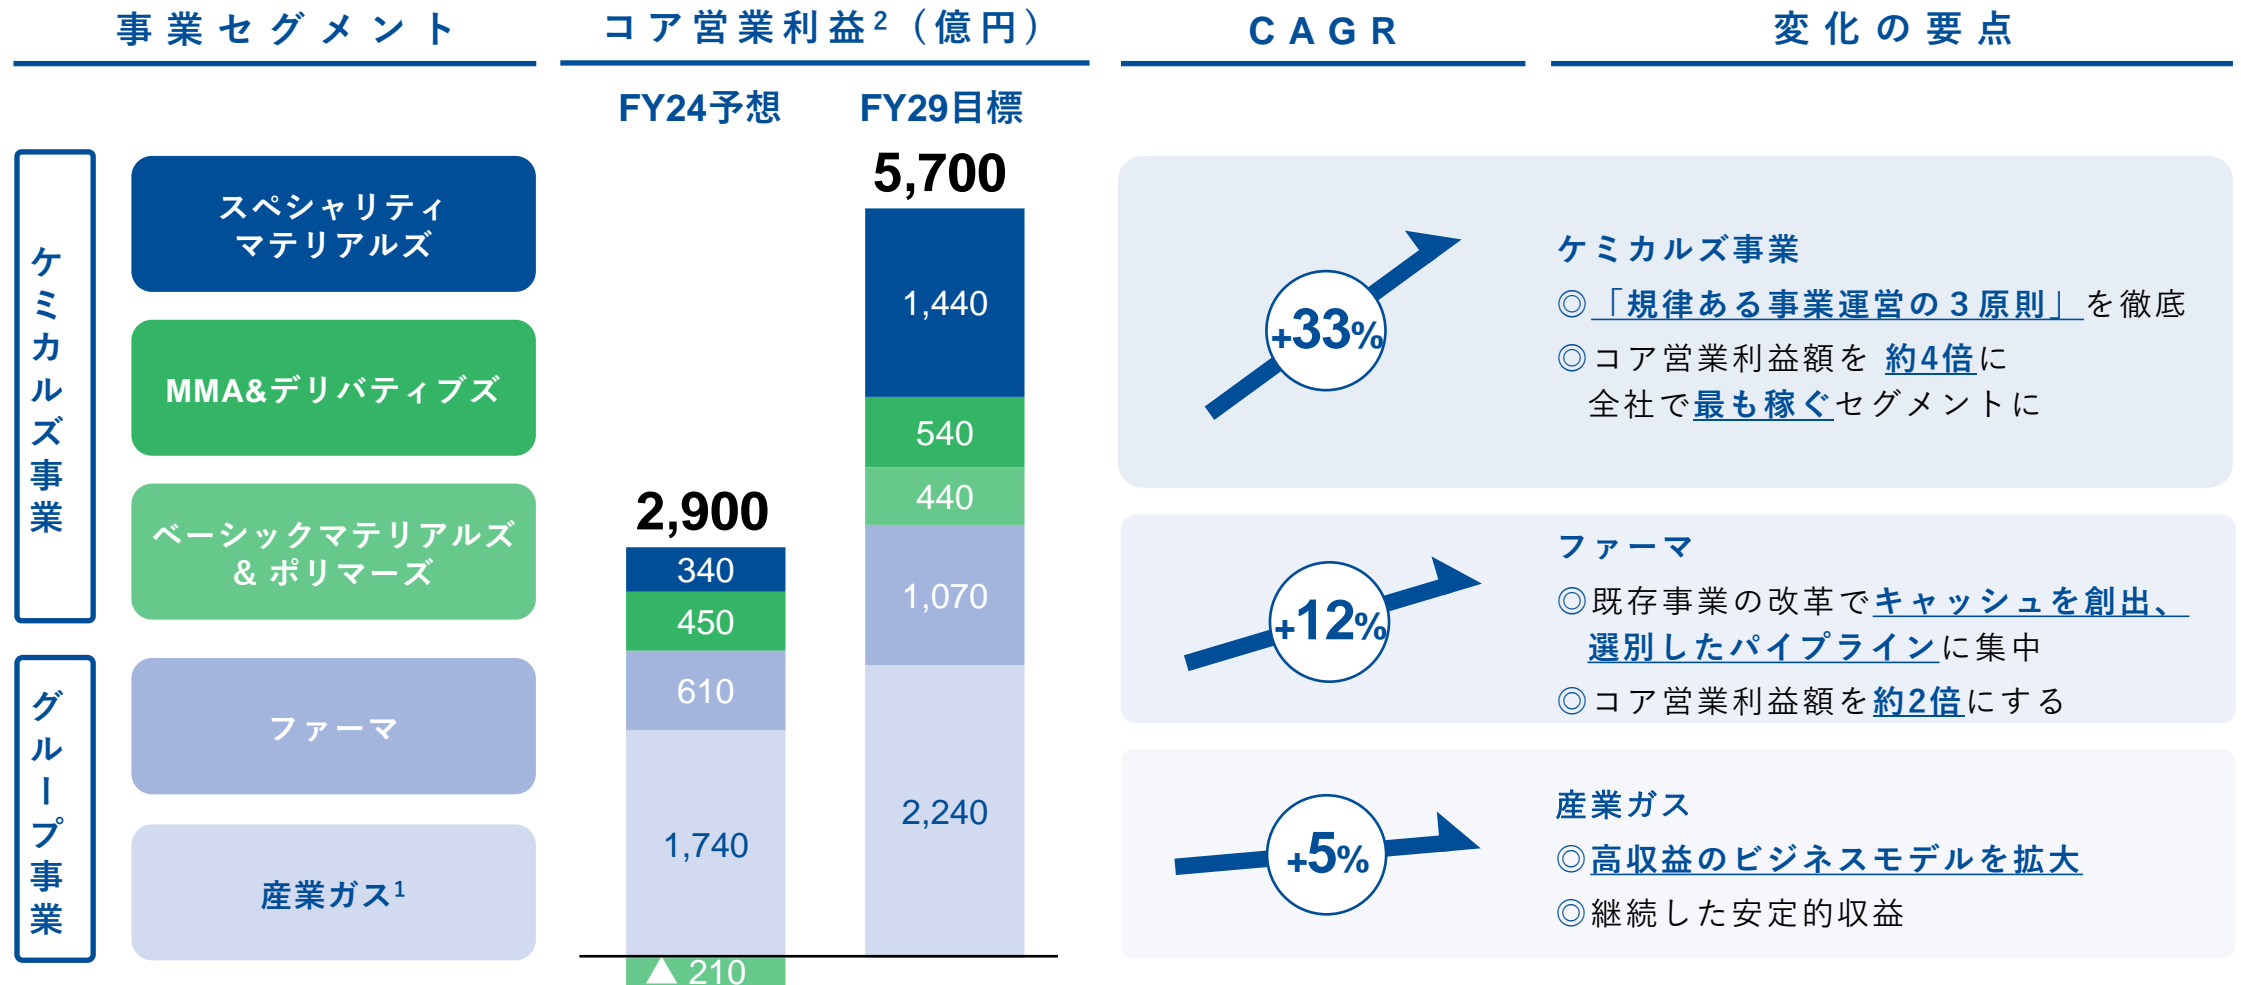 事業セグメント
コア営業利益2（億円）
CAGR
変化の要点
FY24予想
FY29目標
ケミカルズ事業
スペシャリティ
マテリアルズ
MMA&デリバティブズ
ベーシックマテリアルズ
& ポリマーズ
グループ事業
ファーマ
産業ガス1
2,900
340
450
610
1,740
▲ 210
5,700
1,440
540
440
1,070
2,240
+33%
ケミカルズ事業
◎「規律ある事業運営の３原則」を徹底
◎コア営業利益額を 約4倍に
全社で最も稼ぐセグメントに
+12%
ファーマ
◎既存事業の改革でキャッシュを創出、
選別したパイプラインに集中
◎コア営業利益額を約2倍にする
+5%
産業ガス
◎高収益のビジネスモデルを拡大
◎継続した安定的収益